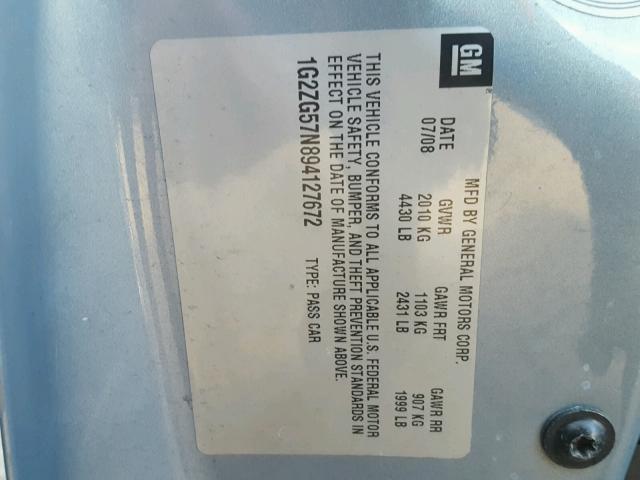 GM
MFD BY GENERAL MOTORS CORP.
DATE GVWR GAWR FRT GAWR RR
07/08 2010 KG 1103 KG 907 KG
4430 LB 2431 LB 1999 LB
THIS VEHICLE CONFORMS TO ALL APPLICABLE U.S. FEDERAL MOTOR
VEHICLE SAFETY, BUMPER, AND THEFT PREVENTION STANDARDS IN
EFFECT ON THE DATE OF MANUFACTURE SHOWN ABOVE.
1G2ZG57N894127672 TYPE: PASS CAR